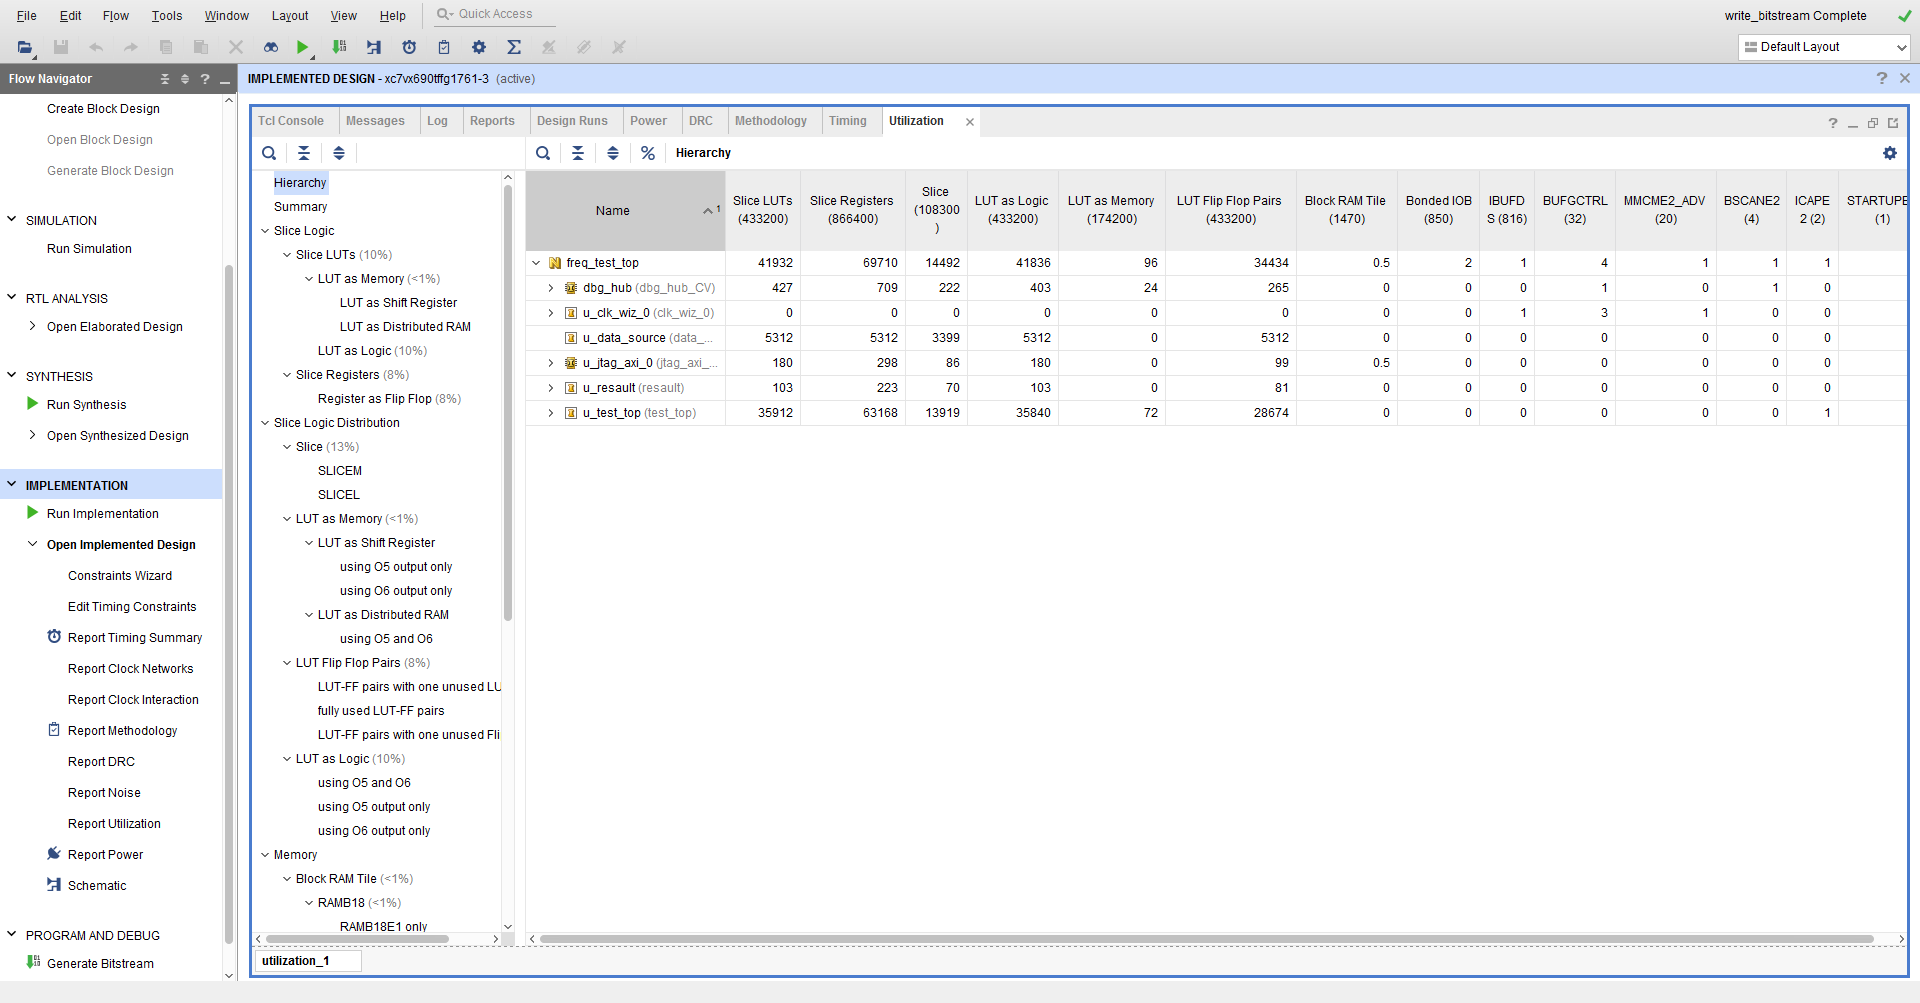 File Edit Flow Tools Window Layout View Help Quick Access write_bitstream Complete
Default Layout
Flow Navigator
IMPLEMENTED DESIGN - xc7vx690tffg1761-3 (active)
Create Block Design
Open Block Design
Generate Block Design
SIMULATION
Run Simulation
RTL ANALYSIS
Open Elaborated Design
SYNTHESIS
Run Synthesis
Open Synthesized Design
IMPLEMENTATION
Run Implementation
Open Implemented Design
Constraints Wizard
Edit Timing Constraints
Report Timing Summary
Report Clock Networks
Report Clock Interaction
Report Methodology
Report DRC
Report Noise
Report Utilization
Report Power
Schematic
PROGRAM AND DEBUG
Generate Bitstream
Tcl Console Messages Log Reports Design Runs Power DRC Methodology Timing Utilization
Hierarchy
Summary
Slice Logic
Slice LUTs (10%)
LUT as Memory (<1%)
LUT as Shift Register
LUT as Distributed RAM
LUT as Logic (10%)
Slice Registers (8%)
Register as Flip Flop (8%)
Slice Logic Distribution
Slice (13%)
SLICEM
SLICEL
LUT as Memory (<1%)
LUT as Shift Register
using O5 output only
using O6 output only
LUT as Distributed RAM
using O5 and O6
LUT Flip Flop Pairs (8%)
LUT-FF pairs with one unused LU
fully used LUT-FF pairs
LUT-FF pairs with one unused Fli
LUT as Logic (10%)
using O5 and O6
using O5 output only
using O6 output only
Memory
Block RAM Tile (<1%)
RAMB18 (<1%)
RAMB18E1 only
utilization_1
Hierarchy
Name 1 Slice LUTs (433200) Slice Registers (866400) Slice (108300) LUT as Logic (433200) LUT as Memory (174200) LUT Flip Flop Pairs (433200) Block RAM Tile (1470) Bonded IOB (850) IBUFDS (816) BUFGCTRL (32) MMCME2_ADV (20) BSCANE2 (4) ICAPE2 (2) STARTUPE (1)
freq_test_top 41932 69710 14492 41836 96 34434 0.5 2 1 4 1 1 1
dbg_hub (dbg_hub_CV) 427 709 222 403 24 265 0 0 0 1 0 1 0
u_clk_wiz_0 (clk_wiz_0) 0 0 0 0 0 0 0 0 1 3 1 0 0
u_data_source (data_... 5312 5312 3399 5312 0 5312 0 0 0 0 0 0 0
u_jtag_axi_0 (jtag_axi_... 180 298 86 180 0 99 0.5 0 0 0 0 0 0
u_resault (resault) 103 223 70 103 0 81 0 0 0 0 0 0 0
u_test_top (test_top) 35912 63168 13919 35840 72 28674 0 0 0 0 0 0 1